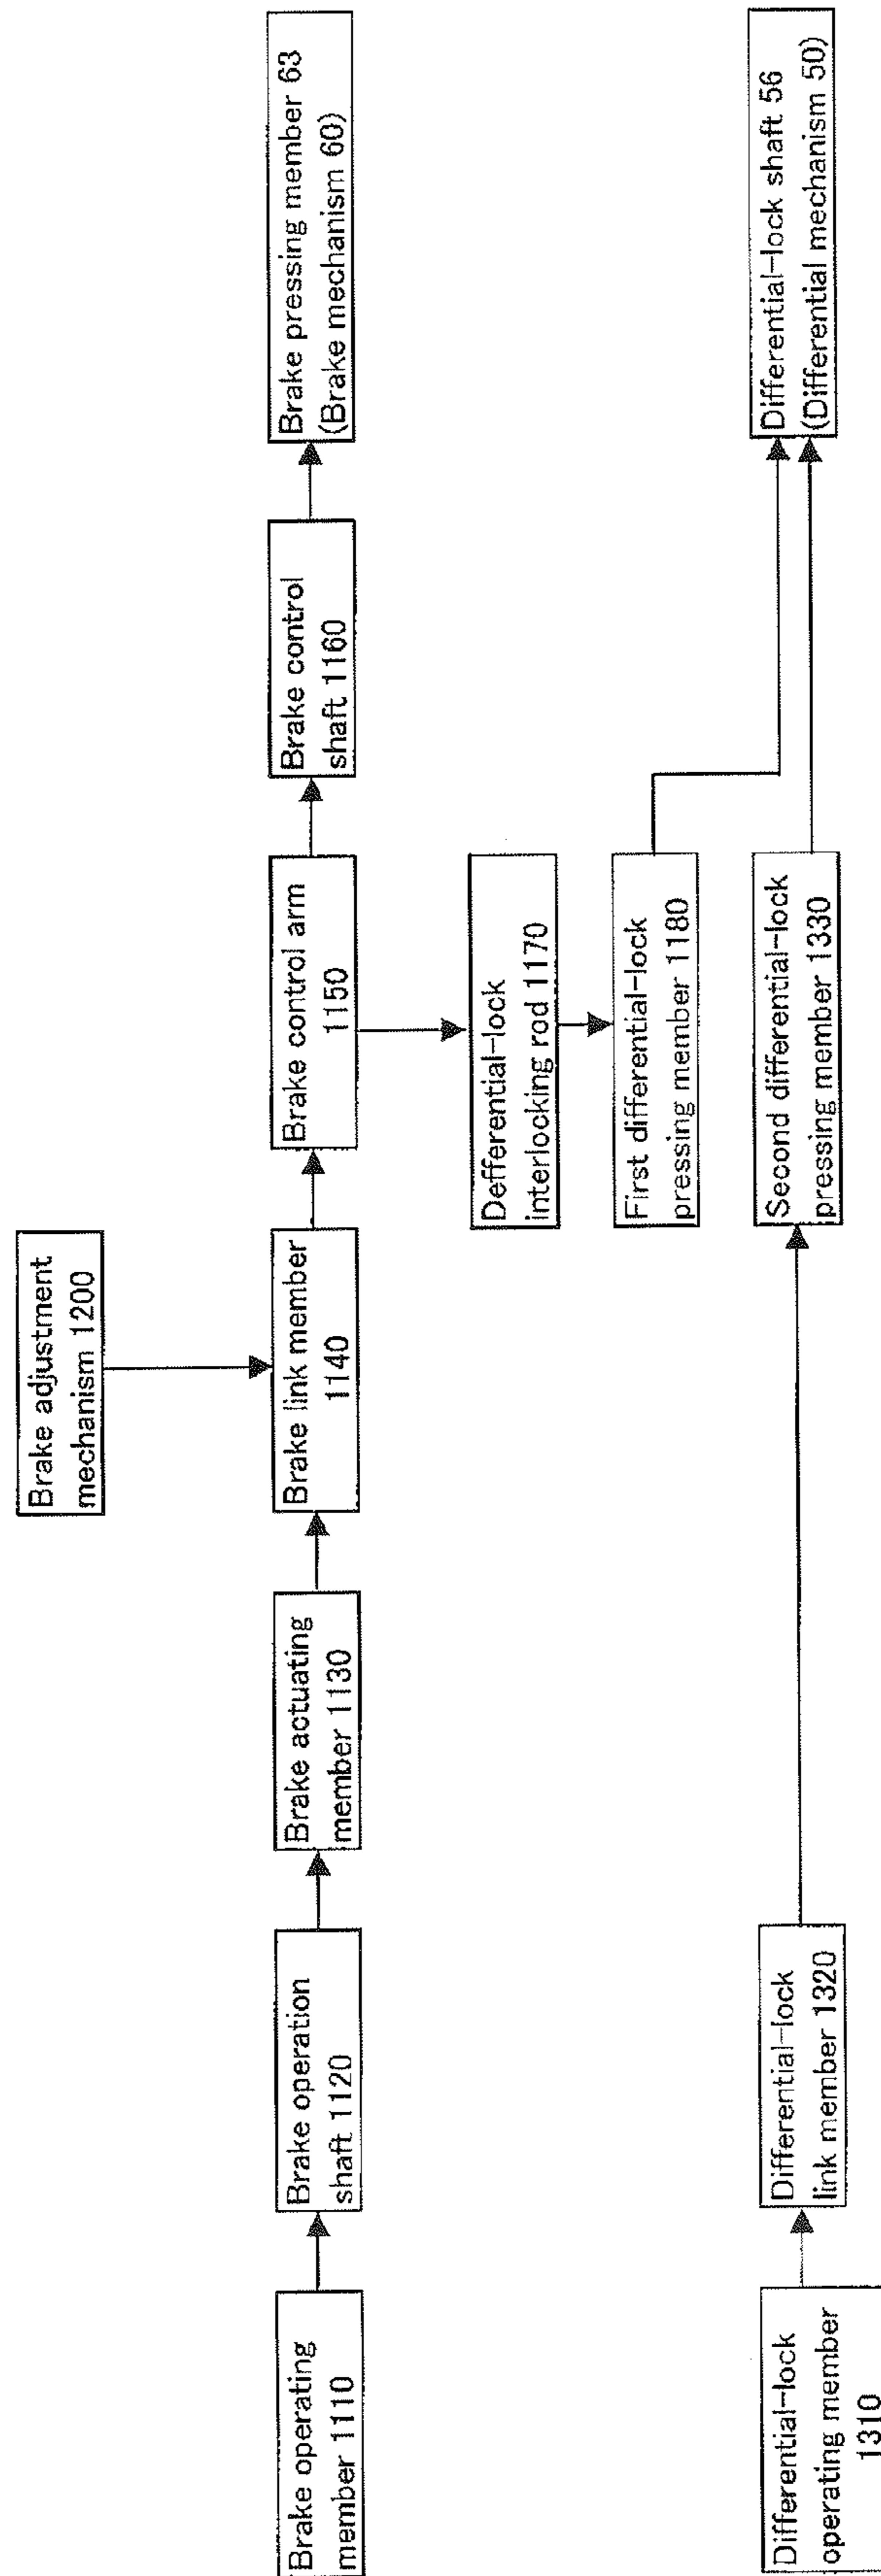 Brake adjustment
mechanism 1200
Brake operating
member 1110
Brake operation
shaft 1120
Brake actuating
member 1130
Brake link member
1140
Brake control arm
1150
Brake control
shaft 1160
Brake pressing member 63
(Brake mechanism 60)
Defferential-lock
interlocking rod 1170
First differential-lock
pressing member 1180
Differential-lock
operating member
1310
Differential-lock
link member 1320
Second differential-lock
pressing member 1330
Differential-lock shaft 56
(Differential mechanism 50)